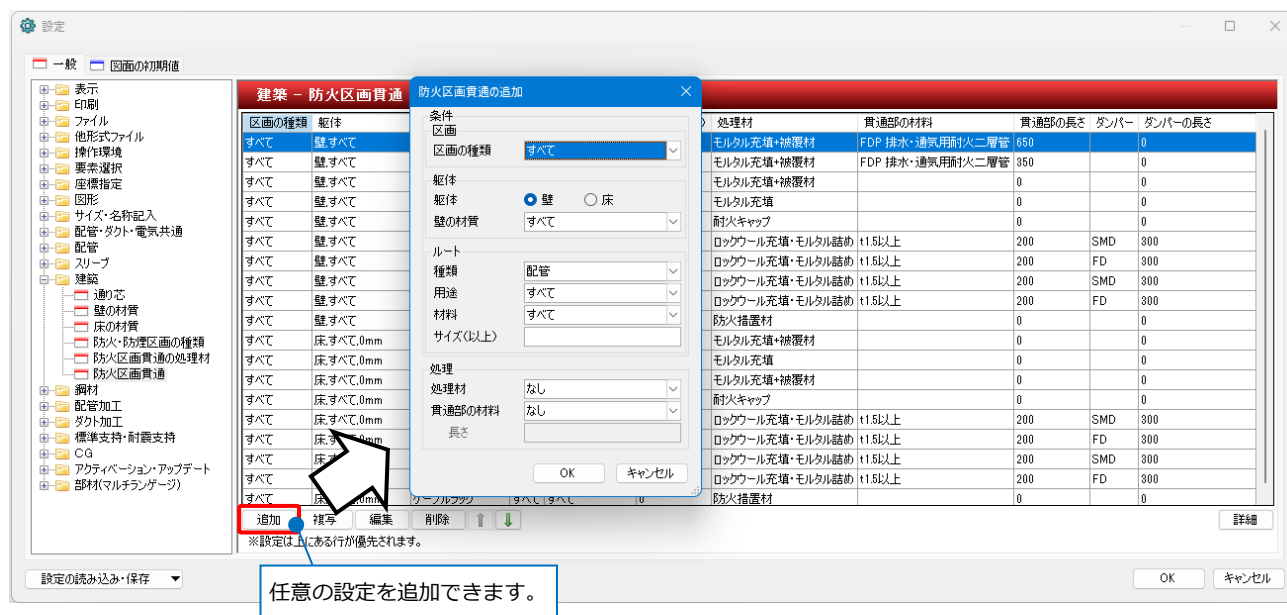 設定
一般 図面の初期値
表示
印刷
ファイル
他形式ファイル
操作環境
要素選択
座標指定
図形
サイズ・名称記入
配管・ダクト・電気共通
配管
スリーブ
建築
通り芯
壁の材質
床の材質
防火・防煙区画の種類
防火区画貫通の処理材
防火区画貫通
鋼材
配管加工
ダクト加工
標準支持・耐震支持
CG
アクティベーション・アップデート
部材(マルチランゲージ)
建築 - 防火区画貫通
区画の種類 躯体 処理材 貫通部の材料 貫通部の長さ ダンパー ダンパーの長さ
すべて 壁,すべて モルタル充填+被覆材 FDP 排水・通気用耐火二層管 650 0
すべて 壁,すべて モルタル充填+被覆材 FDP 排水・通気用耐火二層管 350 0
すべて 壁,すべて モルタル充填+被覆材 0 0
すべて 壁,すべて モルタル充填 0 0
すべて 壁,すべて 耐火キャップ 0 0
すべて 壁,すべて ロックウール充填・モルタル詰め t1.5以上 200 SMD 300
すべて 壁,すべて ロックウール充填・モルタル詰め t1.5以上 200 FD 300
すべて 壁,すべて ロックウール充填・モルタル詰め t1.5以上 200 SMD 300
すべて 壁,すべて ロックウール充填・モルタル詰め t1.5以上 200 FD 300
すべて 壁,すべて 防火措置材 0 0
すべて 床,すべて,0mm モルタル充填+被覆材 0 0
すべて 床,すべて,0mm モルタル充填 0 0
すべて 床,すべて,0mm モルタル充填+被覆材 0 0
すべて 床,すべて,0mm 耐火キャップ 0 0
すべて 床,すべて,0mm ロックウール充填・モルタル詰め t1.5以上 200 SMD 300
すべて 床,すべて,0mm ロックウール充填・モルタル詰め t1.5以上 200 FD 300
すべて 床 ロックウール充填・モルタル詰め t1.5以上 200 SMD 300
すべて ロックウール充填・モルタル詰め t1.5以上 200 FD 300
すべて 床 0mm ケーブルラック すべて すべて 0 防火措置材 0 0
防火区画貫通の追加
条件
区画
区画の種類 すべて
躯体
躯体 壁 床
壁の材質 すべて
ルート
種類 配管
用途 すべて
材料 すべて
サイズ(以上)
処理
処理材 なし
貫通部の材料 なし
長さ
OK キャンセル
追加 複写 編集 削除 詳細
※設定は上にある行が優先されます。
任意の設定を追加できます。
設定の読み込み・保存 OK キャンセル